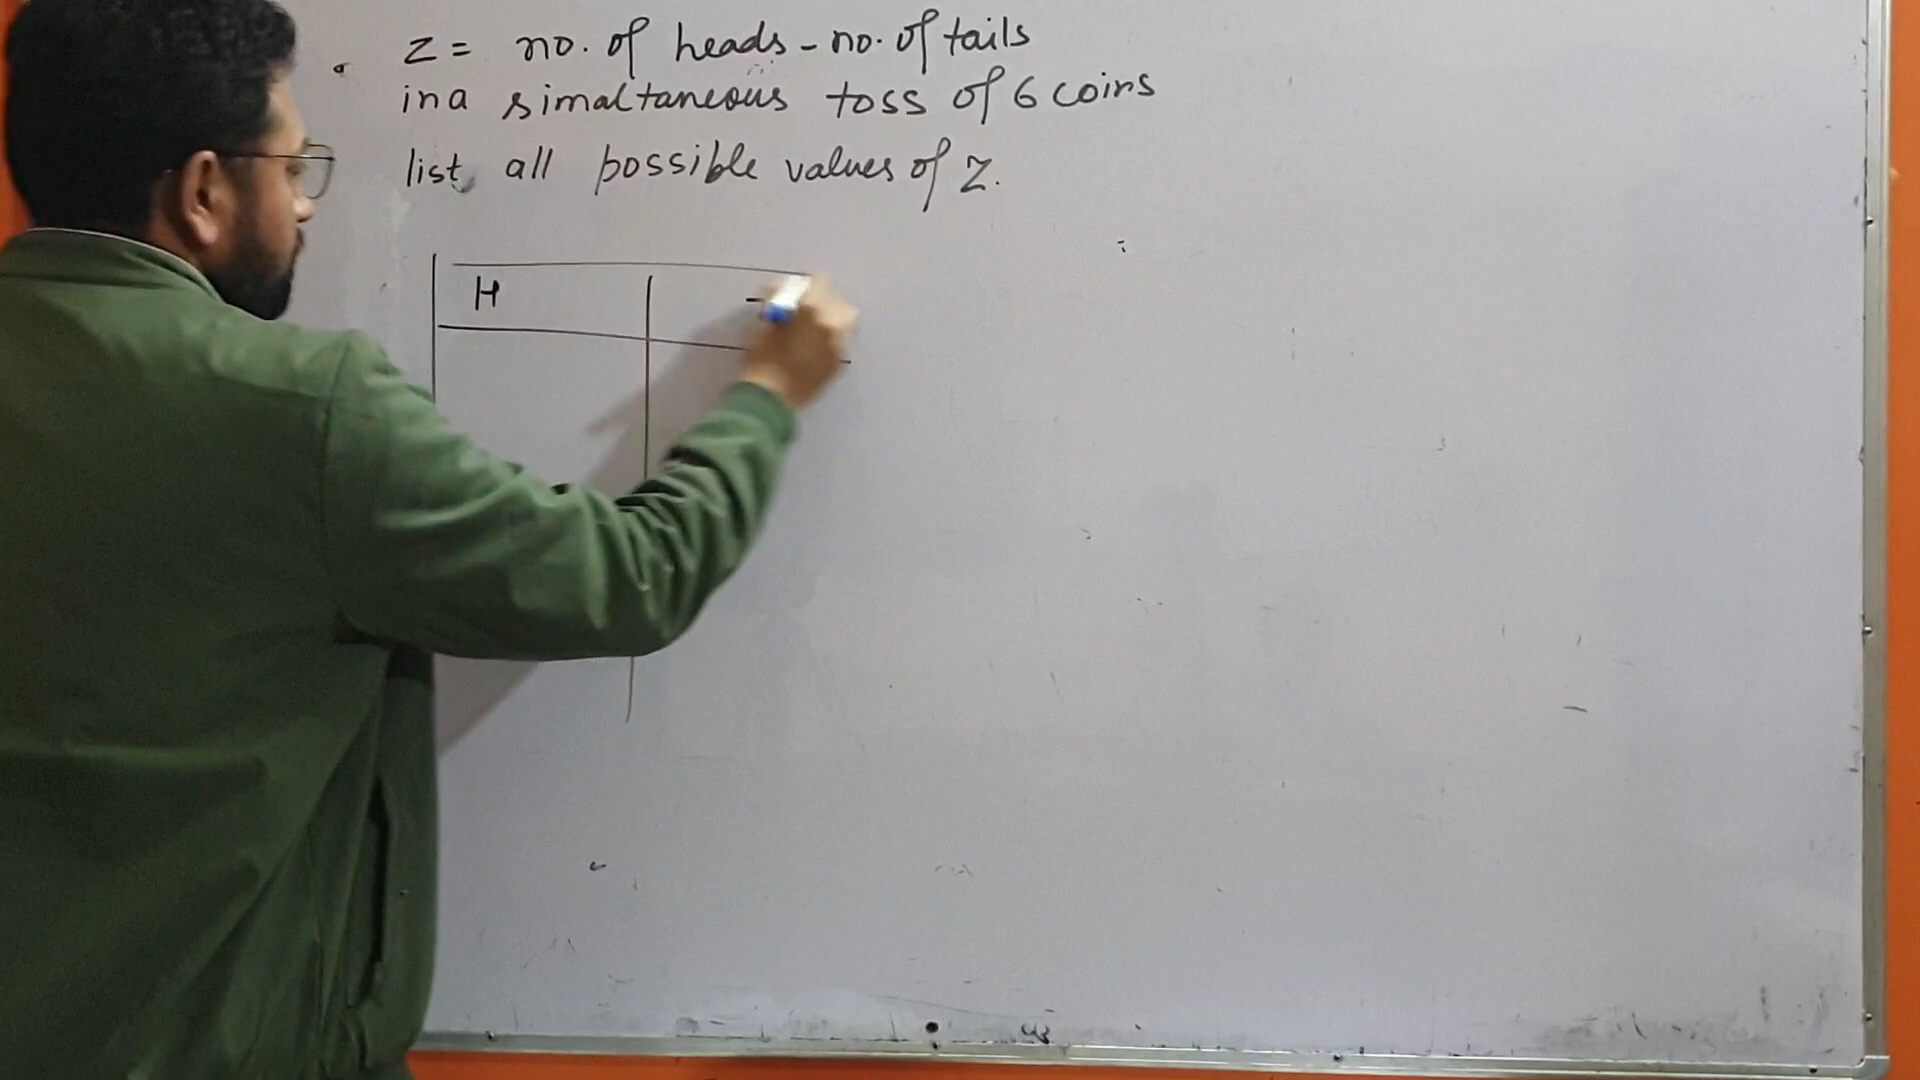 z = no. of heads - no. of tails
in a simaltaneous toss of 6 coins
list all possible values of z.
H